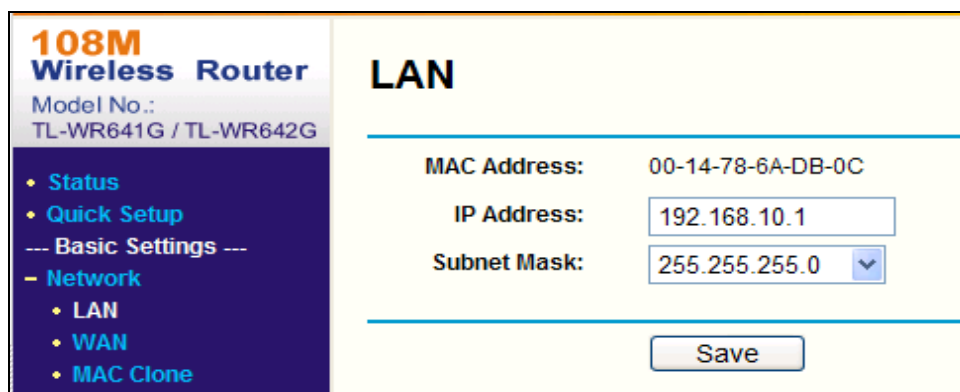 108M
Wireless Router
Model No.:
TL-WR641G / TL-WR642G
• Status
• Quick Setup
--- Basic Settings ---
– Network
• LAN
• WAN
• MAC Clone
LAN
MAC Address: 00-14-78-6A-DB-0C
IP Address: 192.168.10.1
Subnet Mask: 255.255.255.0
Save